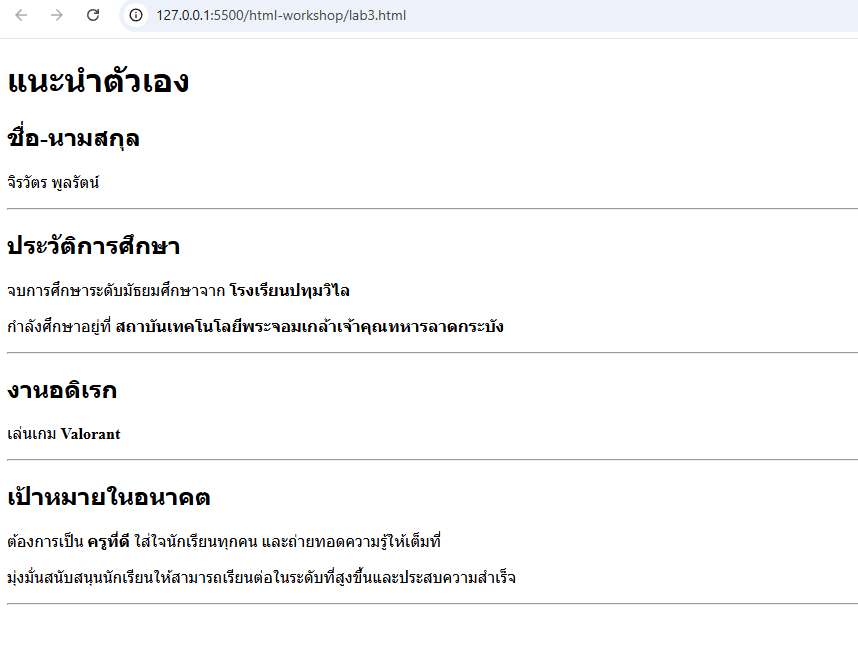 127.0.0.1:5500/html-workshop/lab3.html
แนะนำตัวเอง
ชื่อ-นามสกุล
จิรวัตร พูลรัตน์
ประวัติการศึกษา
จบการศึกษาระดับมัธยมศึกษาจาก โรงเรียนปทุมวิไล
กำลังศึกษาอยู่ที่ สถาบันเทคโนโลยีพระจอมเกล้าเจ้าคุณทหารลาดกระบัง
งานอดิเรก
เล่นเกม Valorant
เป้าหมายในอนาคต
ต้องการเป็น ครูที่ดี ใส่ใจนักเรียนทุกคน และถ่ายทอดความรู้ให้เต็มที่
มุ่งมั่นสนับสนุนนักเรียนให้สามารถเรียนต่อในระดับที่สูงขึ้นและประสบความสำเร็จ